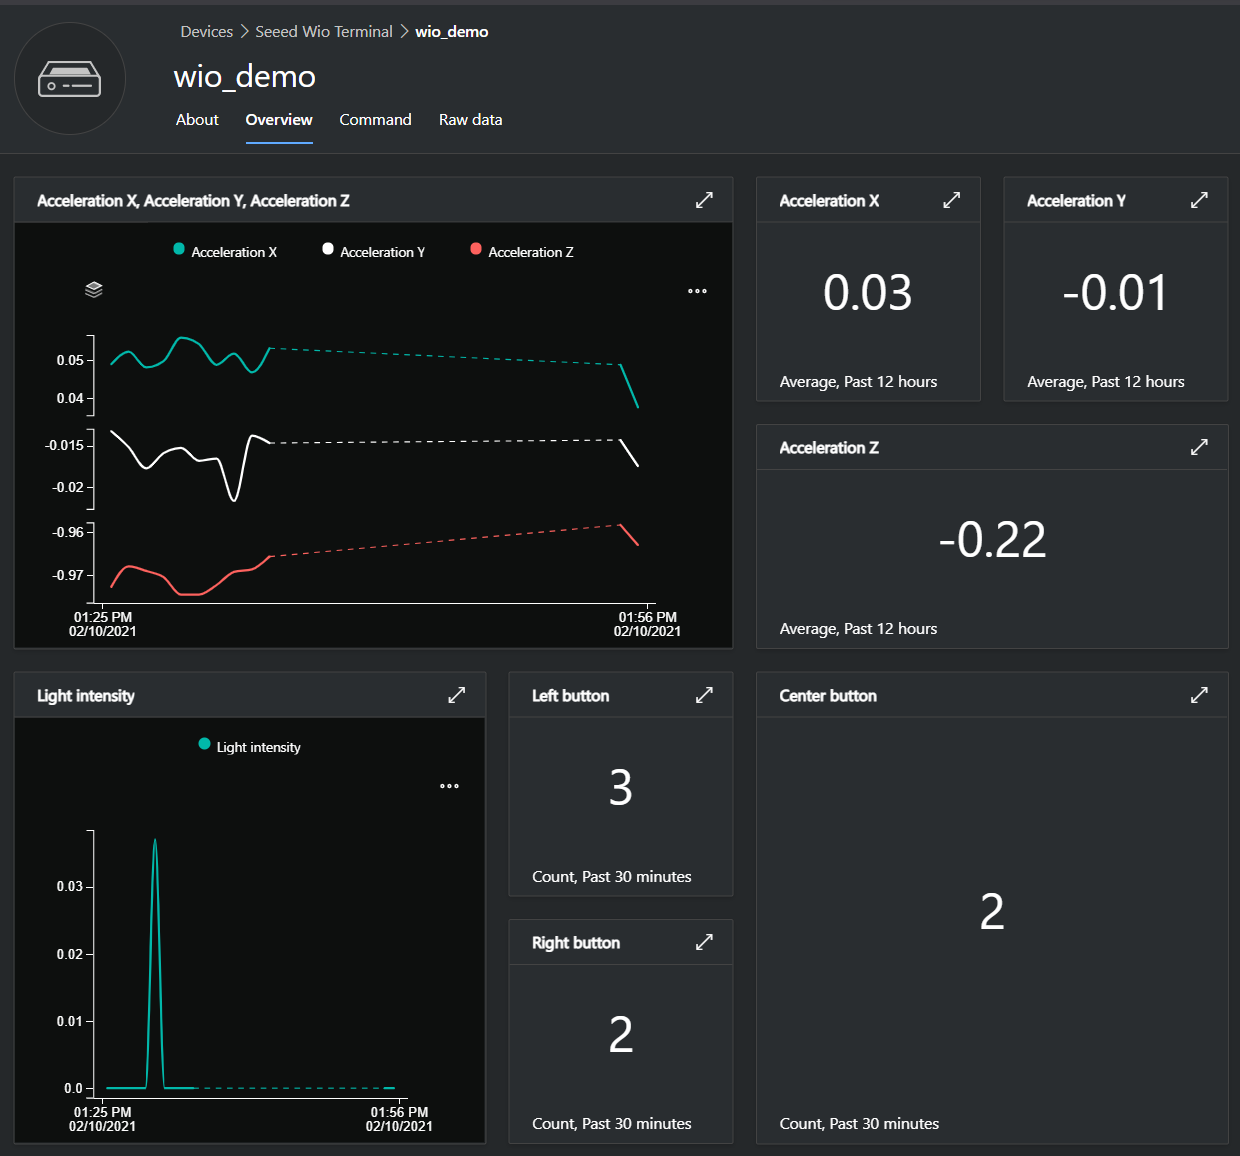 Devices > Seeed Wio Terminal > wio_demo
wio_demo
About Overview Command Raw data
Acceleration X, Acceleration Y, Acceleration Z
Acceleration X Acceleration Y Acceleration Z
0.05
0.04
-0.015
-0.02
-0.96
-0.97
01:25 PM 01:56 PM
02/10/2021 02/10/2021
Acceleration X
0.03
Average, Past 12 hours
Acceleration Y
-0.01
Average, Past 12 hours
Acceleration Z
-0.22
Average, Past 12 hours
Light intensity
Light intensity
0.03
0.02
0.01
0.0
01:25 PM 01:56 PM
02/10/2021 02/10/2021
Left button
3
Count, Past 30 minutes
Right button
2
Count, Past 30 minutes
Center button
2
Count, Past 30 minutes